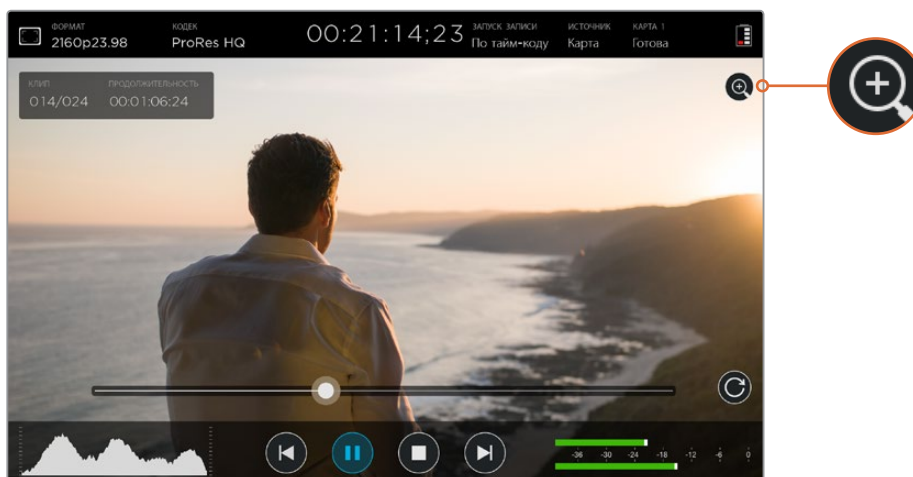 ФОРМАТ
2160p23.98
КОДЕК
ProRes HQ
00:21:14;23
ЗАПУСК ЗАПИСИ
По тайм-коду
ИСТОЧНИК
Карта
КАРТА 1
Готова
КЛИП
014/024
ПРОДОЛЖИТЕЛЬНОСТЬ
00:01:06:24
-36 -30 -24 -18 -12 -6 0